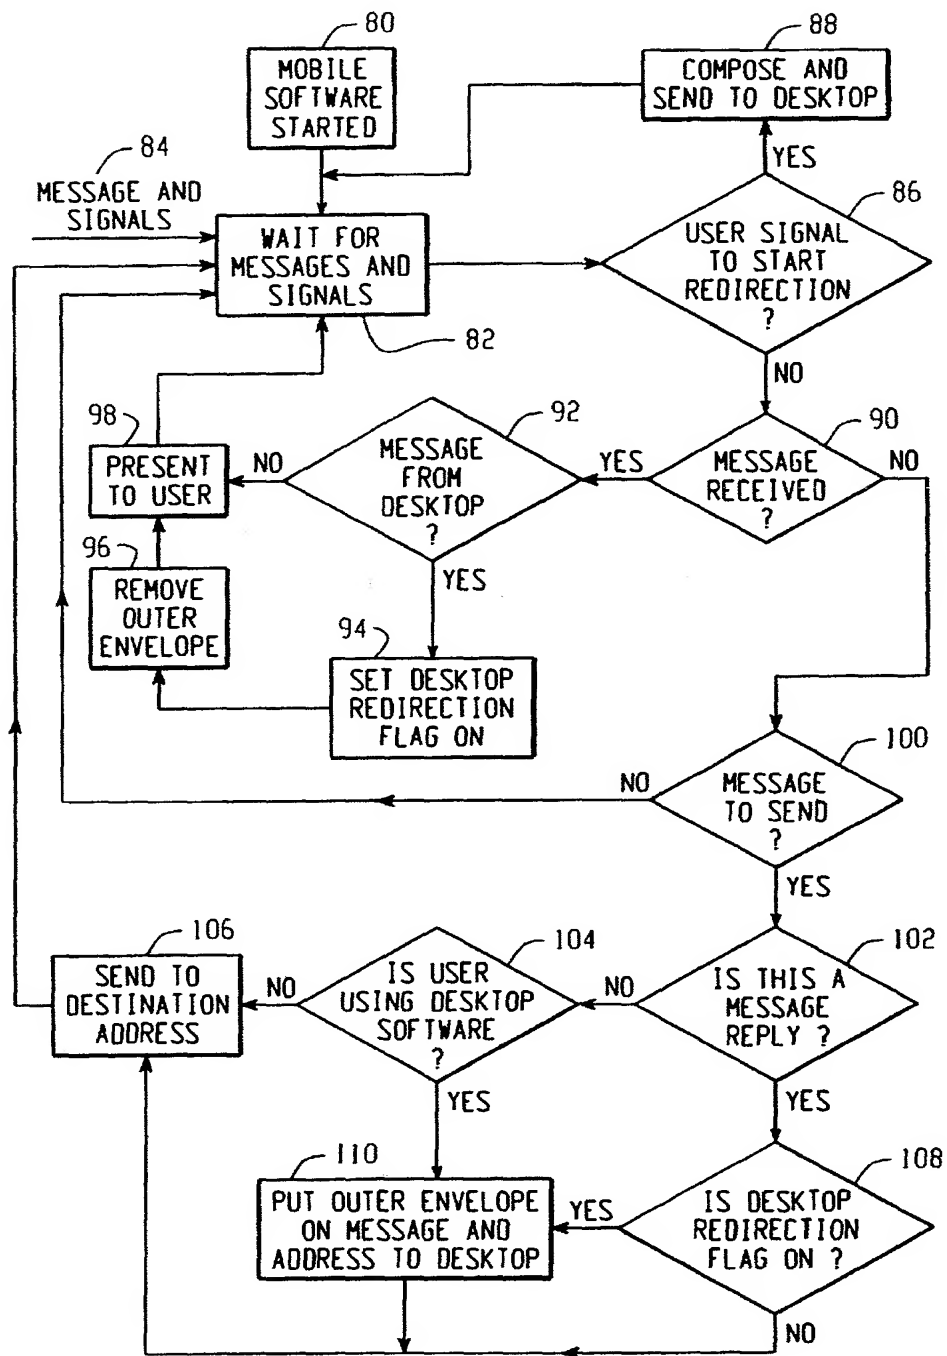 80
MOBILE
SOFTWARE
STARTED
88
COMPOSE AND
SEND TO DESKTOP
YES
84
MESSAGE AND
SIGNALS
WAIT FOR
MESSAGES AND
SIGNALS
82
86
USER SIGNAL
TO START
REDIRECTION
?
NO
98
PRESENT
TO USER
NO
92
MESSAGE
FROM
DESKTOP
?
YES
YES
90
MESSAGE
RECEIVED
?
NO
96
REMOVE
OUTER
ENVELOPE
94
SET DESKTOP
REDIRECTION
FLAG ON
100
MESSAGE
TO SEND
?
NO
YES
106
SEND TO
DESTINATION
ADDRESS
NO
104
IS USER
USING DESKTOP
SOFTWARE
?
YES
NO
102
IS THIS A
MESSAGE
REPLY ?
YES
110
PUT OUTER ENVELOPE
ON MESSAGE AND
ADDRESS TO DESKTOP
YES
108
IS DESKTOP
REDIRECTION
FLAG ON ?
NO